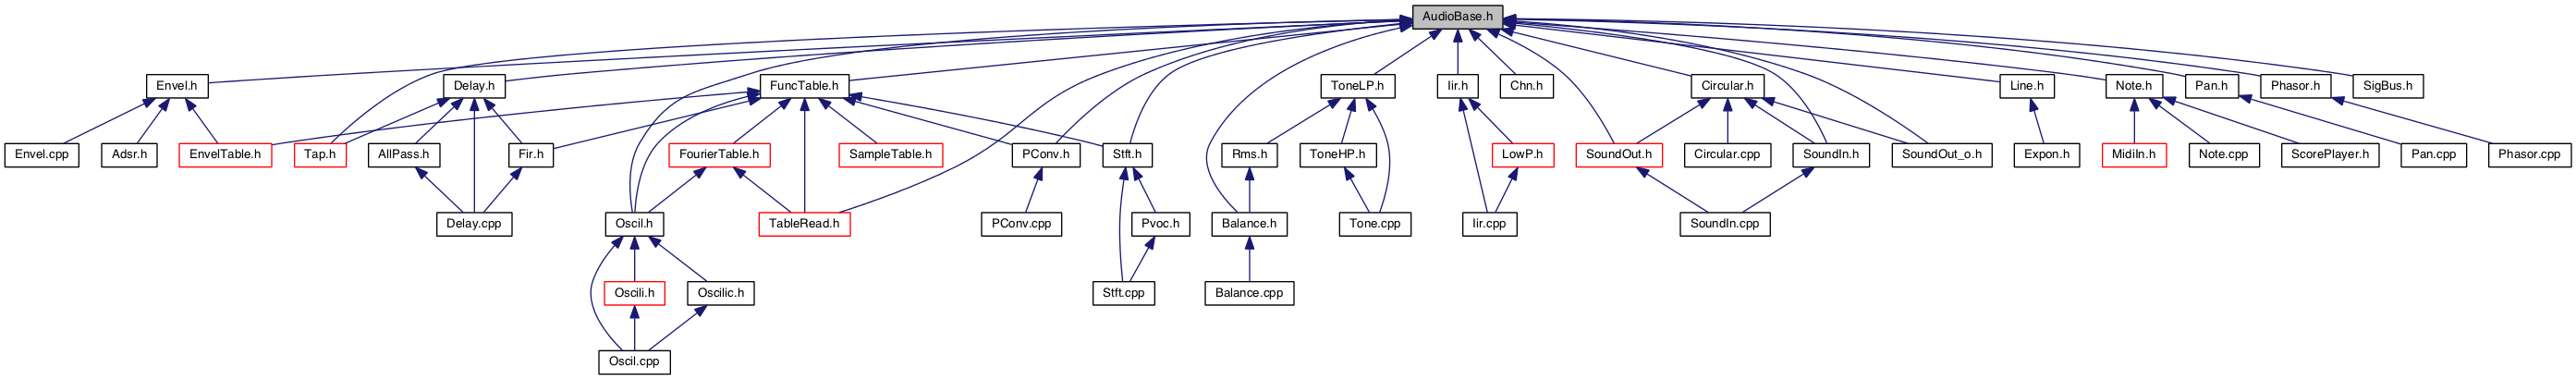 AudioBase.h
Envel.h
Delay.h
FuncTable.h
ToneLP.h
Iir.h
Chn.h
Circular.h
Line.h
Note.h
Pan.h
Phasor.h
SigBus.h
Envel.cpp
Adsr.h
EnvelTable.h
Tap.h
AllPass.h
Fir.h
FourierTable.h
SampleTable.h
PConv.h
Stft.h
Rms.h
ToneHP.h
LowP.h
SoundOut.h
Circular.cpp
SoundIn.h
SoundOut_o.h
Expon.h
MidiIn.h
Note.cpp
ScorePlayer.h
Pan.cpp
Phasor.cpp
Delay.cpp
Oscil.h
TableRead.h
PConv.cpp
Pvoc.h
Balance.h
Tone.cpp
Iir.cpp
SoundIn.cpp
Oscili.h
Oscilic.h
Stft.cpp
Balance.cpp
Oscil.cpp